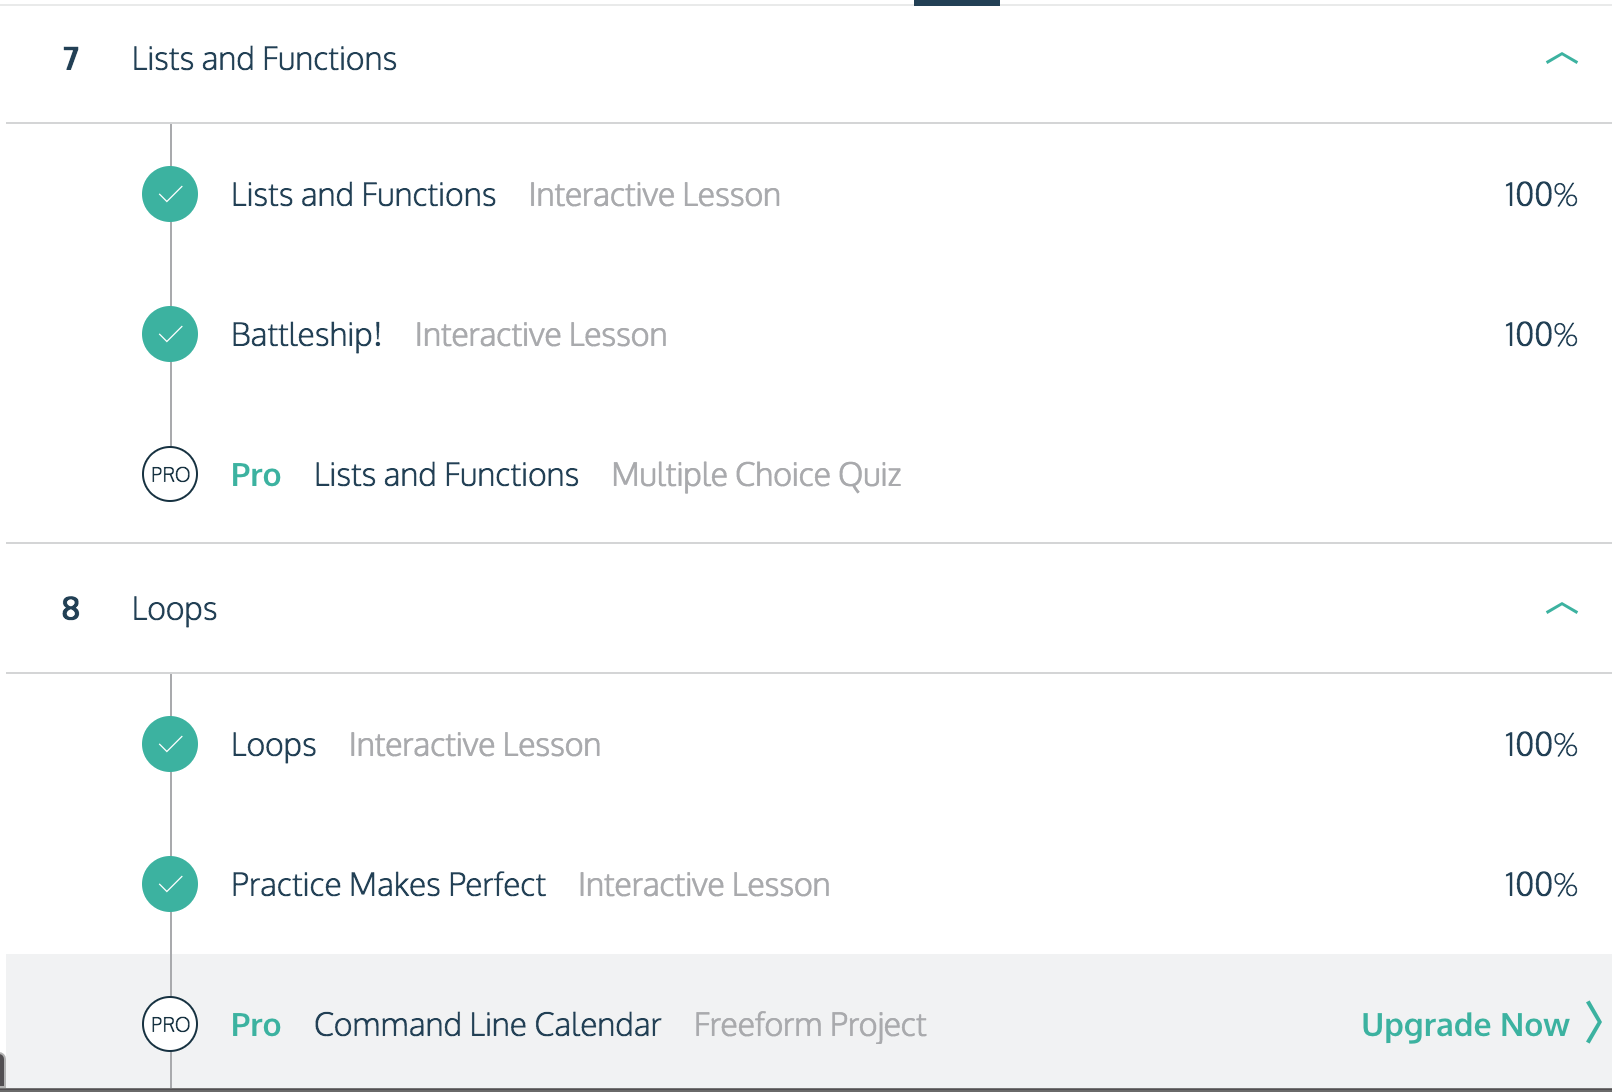 7 Lists and Functions
Lists and Functions Interactive Lesson 100%
Battleship! Interactive Lesson 100%
PRO Pro Lists and Functions Multiple Choice Quiz
8 Loops
Loops Interactive Lesson 100%
Practice Makes Perfect Interactive Lesson 100%
PRO Pro Command Line Calendar Freeform Project Upgrade Now